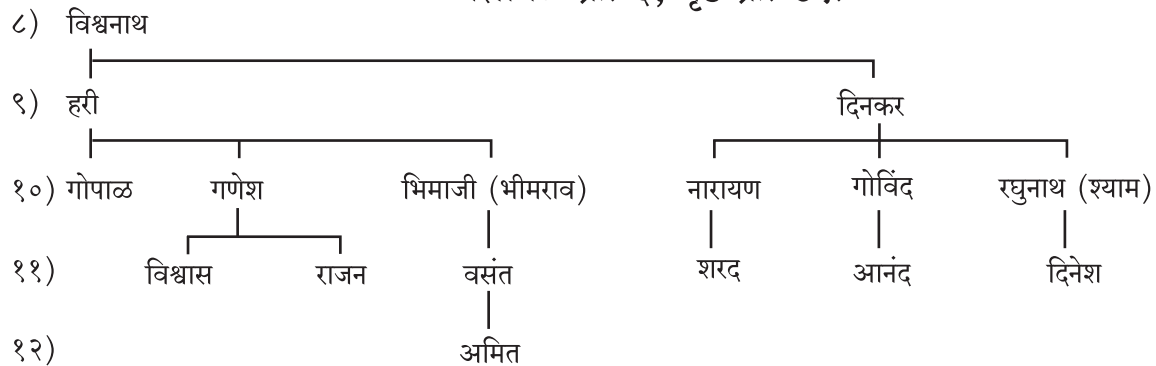 ८) विश्वनाथ
९) हरी दिनकर
१०) गोपाळ गणेश भिमाजी (भीमराव) नारायण गोविंद रघुनाथ (श्याम)
११) विश्वास राजन वसंत शरद आनंद दिनेश
१२) अमित